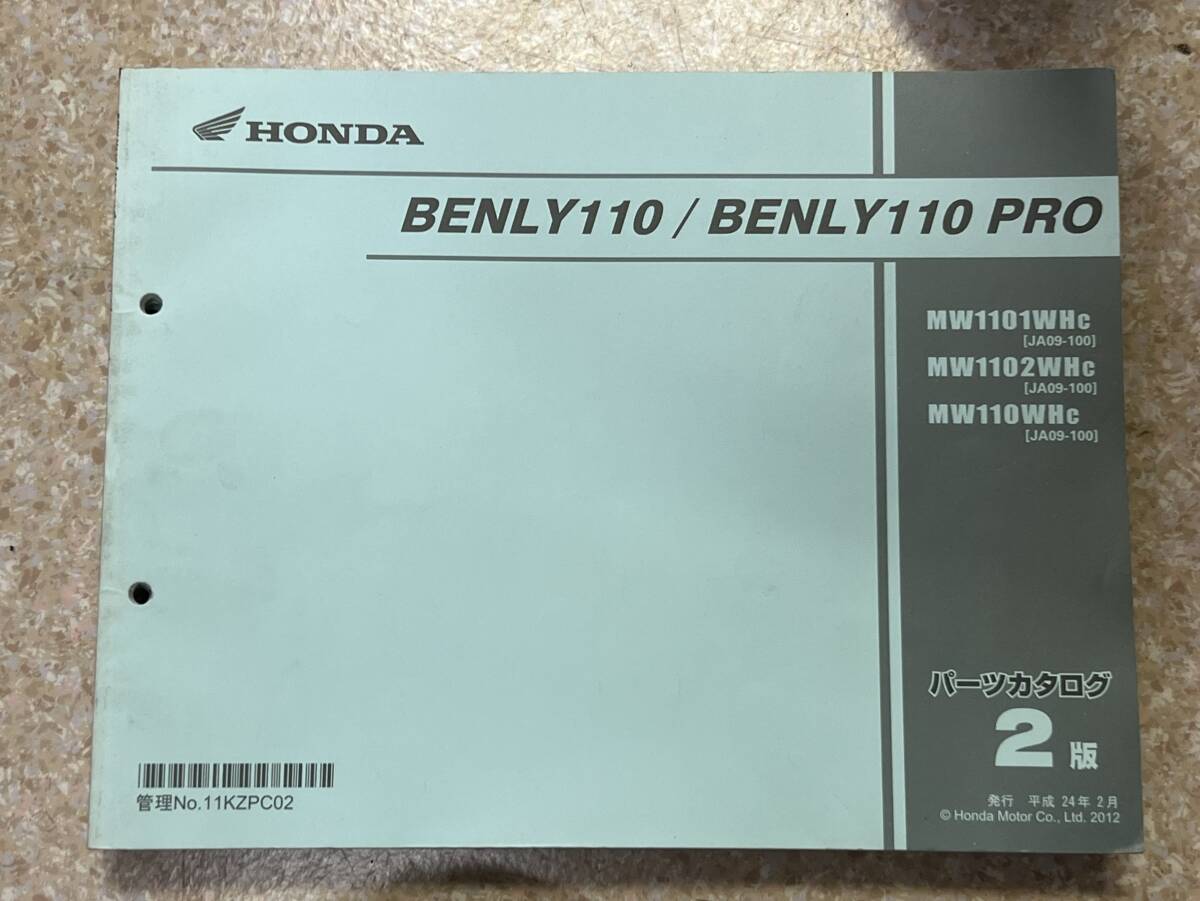 HONDA
BENLY110 / BENLY110 PRO
MW1101WHC
[JA09-100]
MW1102WHC
[JA09-100]
MW110WHC
[JA09-100]
パーツカタログ
2版
発行 平成 24年 2月
© Honda Motor Co., Ltd. 2012
管理No.11KZPC02